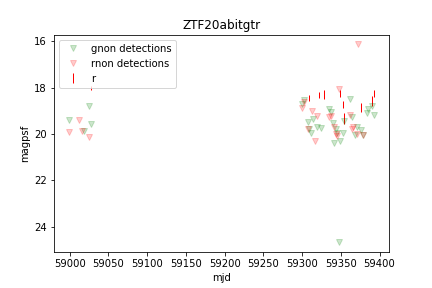 ZTF20abitgtr
gnon detections
rnon detections
r
magpsf
16
18
20
22
24
59000 59050 59100 59150 59200 59250 59300 59350 59400
mjd